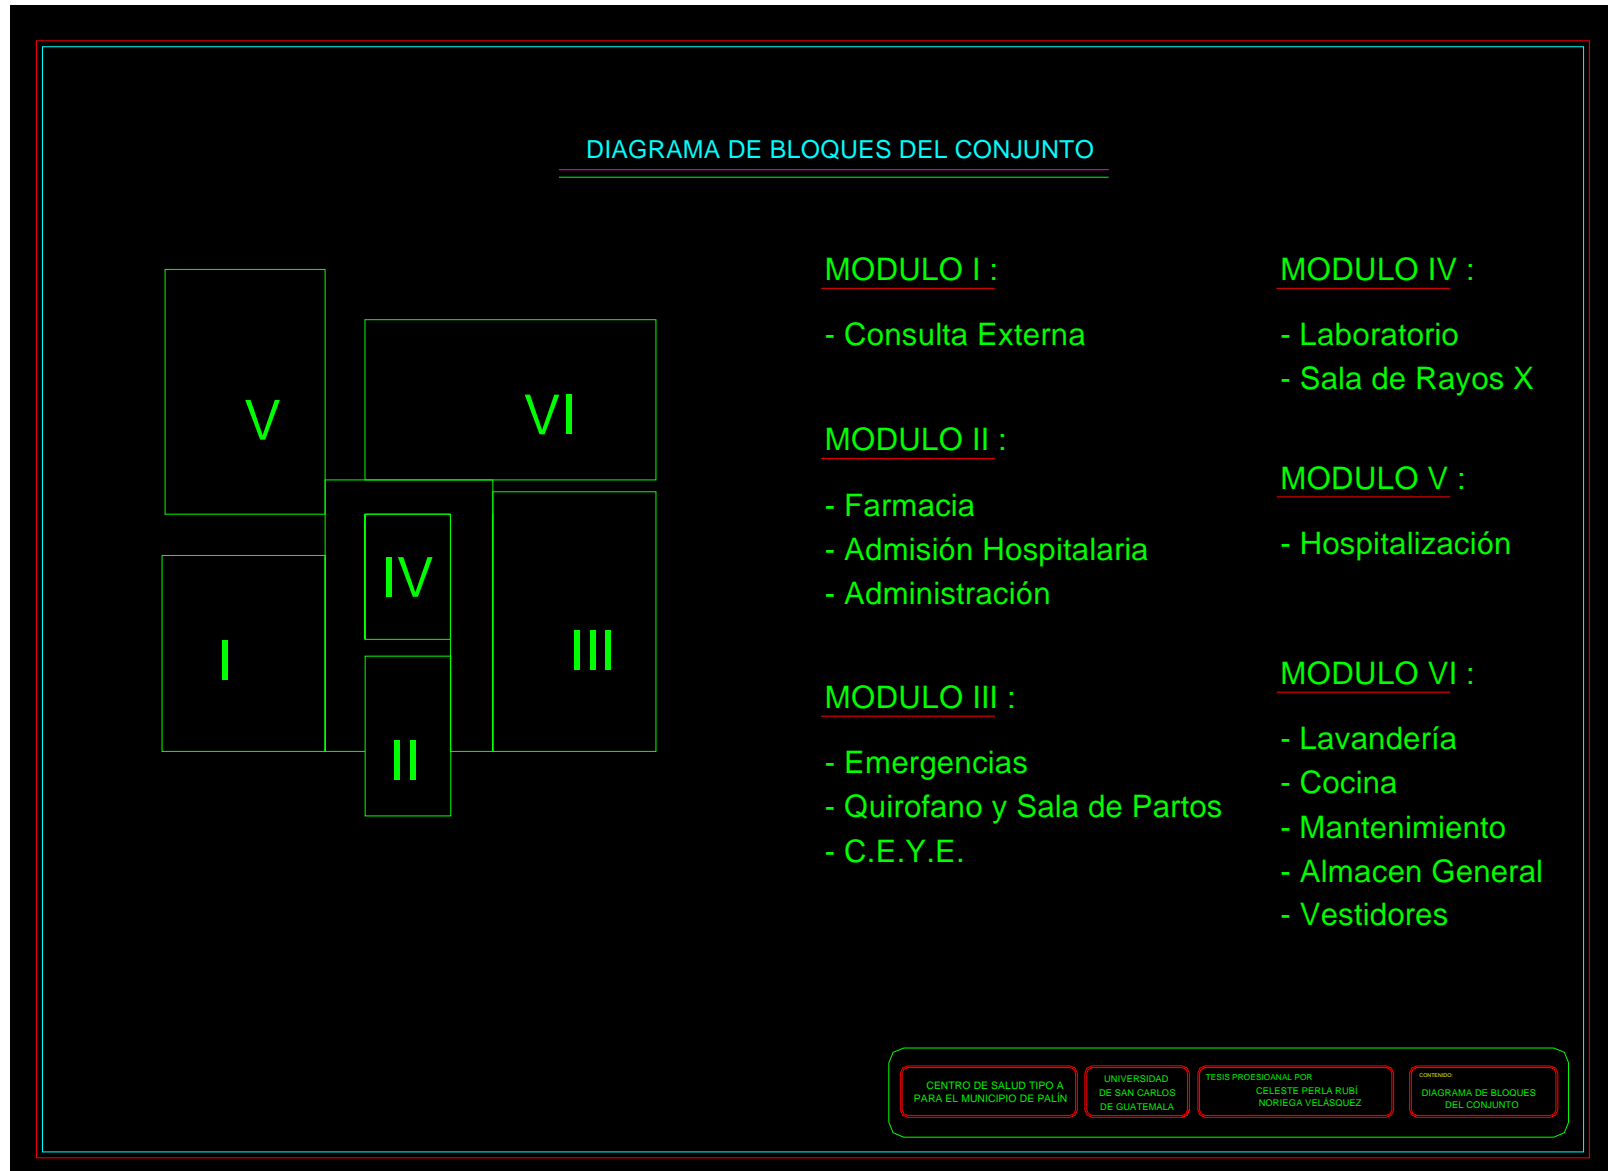 DIAGRAMA DE BLOQUES DEL CONJUNTO
V
VI
IV
I
III
II
MODULO I :
- Consulta Externa
MODULO II :
- Farmacia
- Admisión Hospitalaria
- Administración
MODULO III :
- Emergencias
- Quirofano y Sala de Partos
- C.E.Y.E.
MODULO IV :
- Laboratorio
- Sala de Rayos X
MODULO V :
- Hospitalización
MODULO VI :
- Lavandería
- Cocina
- Mantenimiento
- Almacen General
- Vestidores
CENTRO DE SALUD TIPO A
PARA EL MUNICIPIO DE PALÍN
UNIVERSIDAD
DE SAN CARLOS
DE GUATEMALA
TESIS PROESIOANAL POR
CELESTE PERLA RUBÍ
NORIEGA VELÁSQUEZ
CONTENIDO:
DIAGRAMA DE BLOQUES
DEL CONJUNTO